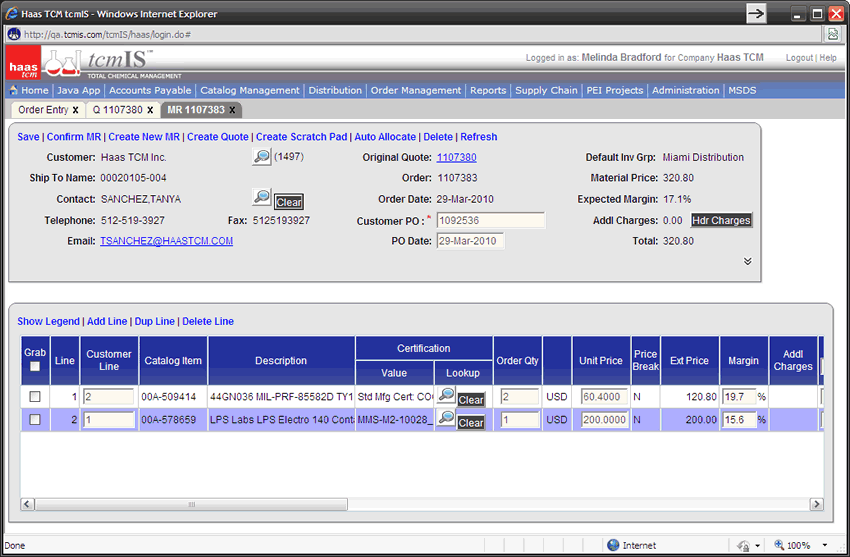 Haas TCM tcmIS - Windows Internet Explorer
http://qa.tcmis.com/tcmIS/haas/login.do#
haas tcm tcmIS™ TOTAL CHEMICAL MANAGEMENT
Logged in as: Melinda Bradford for Company Haas TCM Logout | Help
Home | Java App | Accounts Payable | Catalog Management | Distribution | Order Management | Reports | Supply Chain | PEI Projects | Administration | MSDS
Order Entry x Q 1107380 x MR 1107383 x
Save | Confirm MR | Create New MR | Create Quote | Create Scratch Pad | Auto Allocate | Delete | Refresh
Customer: Haas TCM Inc. (1497) Original Quote: 1107380 Default Inv Grp: Miami Distribution
Ship To Name: 00020105-004 Order: 1107383 Material Price: 320.80
Contact: SANCHEZ,TANYA Clear Order Date: 29-Mar-2010 Expected Margin: 17.1%
Telephone: 512-519-3927 Fax: 5125193927 Customer PO :* 1092536 Addl Charges: 0.00 Hdr Charges
Email: TSANCHEZ@HAASTCM.COM PO Date: 29-Mar-2010 Total: 320.80
Show Legend | Add Line | Dup Line | Delete Line
Grab Line Customer Line Catalog Item Description Certification Value Lookup Order Qty Unit Price Price Break Ext Price Margin Addl Charges
1 2 00A-509414 44GN036 MIL-PRF-85582D TY1 Std Mfg Cert: CO Clear 2 USD 60.4000 N 120.80 19.7 %
2 1 00A-578659 LPS Labs LPS Electro 140 Conta MMS-M2-10028_ Clear 1 USD 200.0000 N 200.00 15.6 %
Done Internet 100%